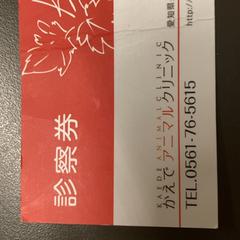 診察券
KAEDE ANIMAL CLINIC
かえでアニマルクリニック
TEL.0561-76-5615
愛知県
http://